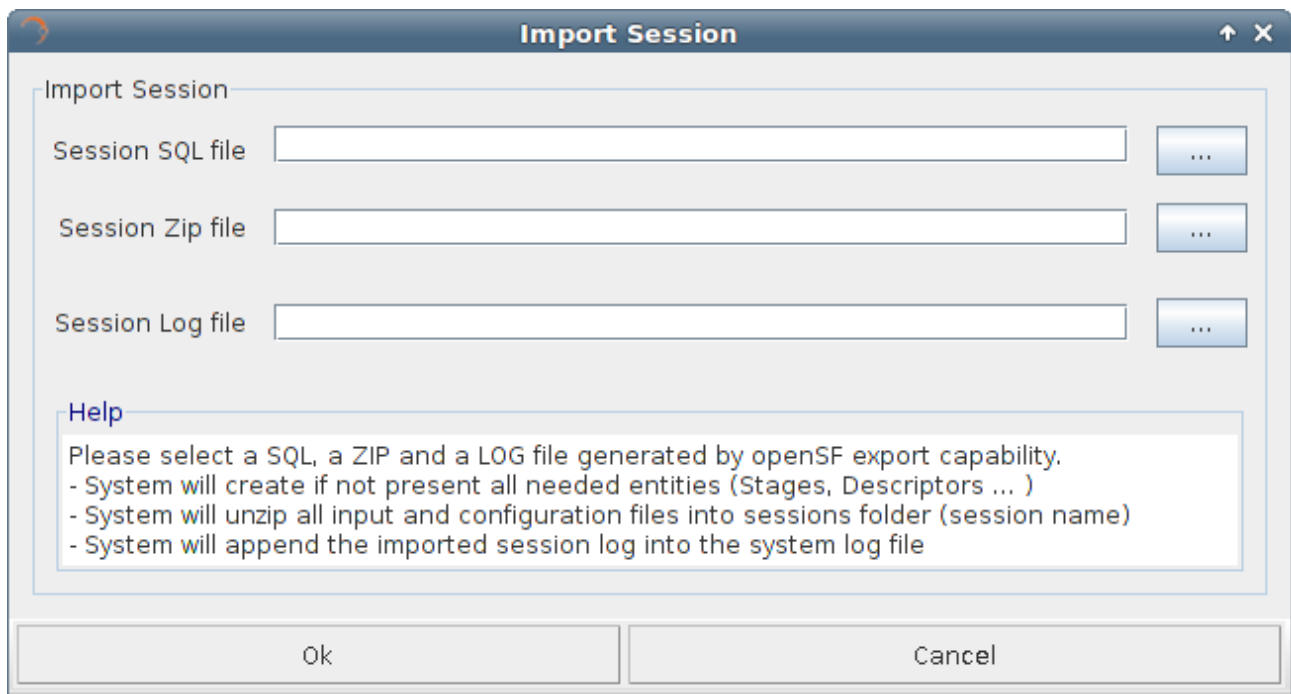 Import Session
Import Session
Session SQL file
...
Session Zip file
...
Session Log file
...
Help
Please select a SQL, a ZIP and a LOG file generated by openSF export capability.
- System will create if not present all needed entities (Stages, Descriptors ... )
- System will unzip all input and configuration files into sessions folder (session name)
- System will append the imported session log into the system log file
Ok Cancel